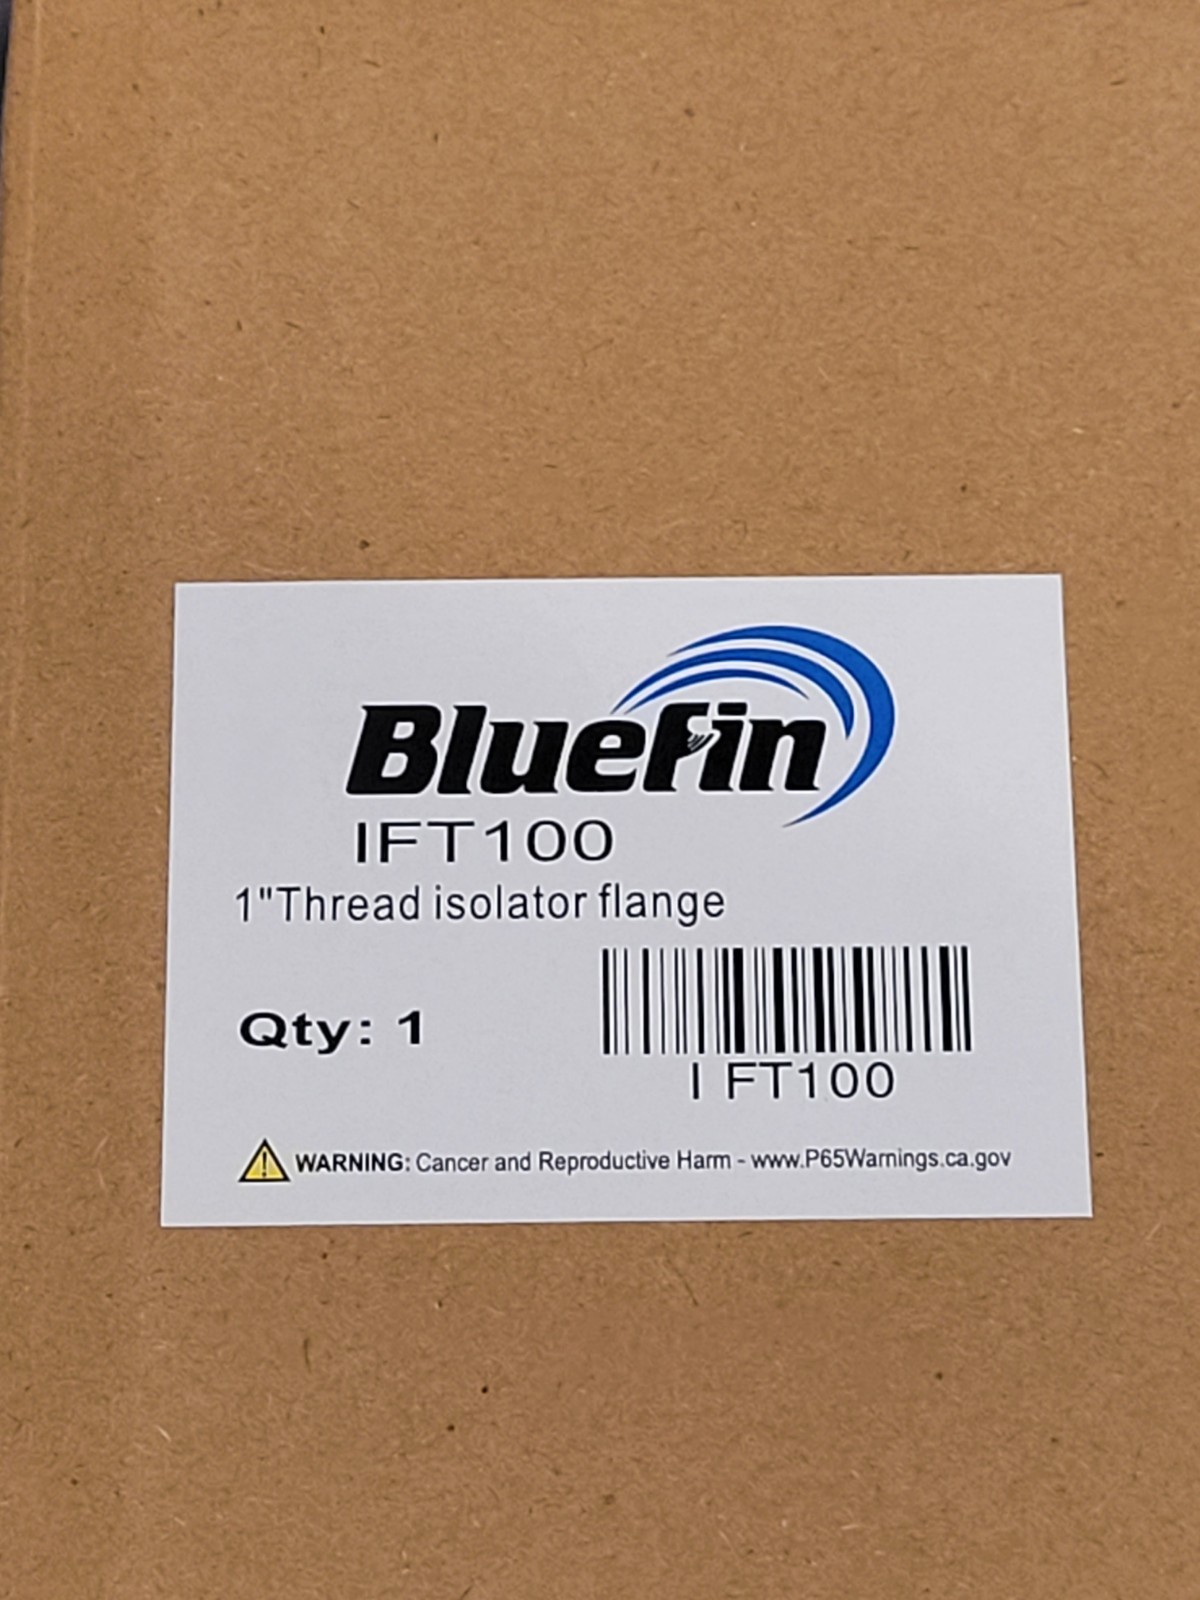 Bluefin
IFT100
1"Thread isolator flange
Qty: 1
I FT100
WARNING: Cancer and Reproductive Harm - www.P65Warnings.ca.gov